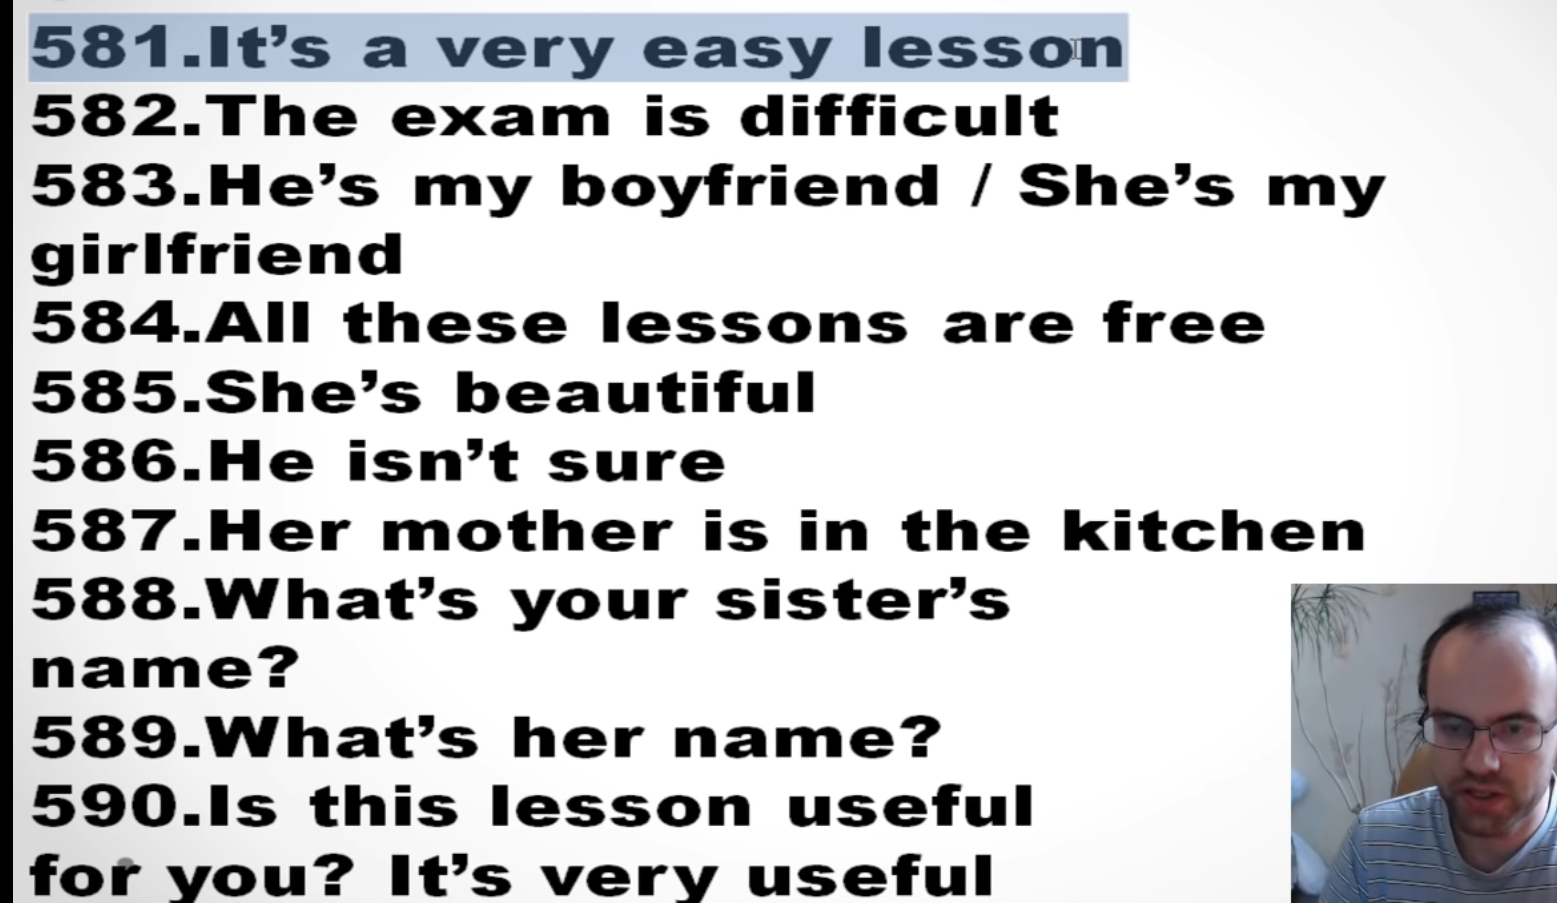 581.It’s a very easy lesson
582.The exam is difficult
583.He’s my boyfriend / She’s my
girlfriend
584.All these lessons are free
585.She’s beautiful
586.He isn’t sure
587.Her mother is in the kitchen
588.What’s your sister’s
name?
589.What’s her name?
590.Is this lesson useful
for you? It’s very useful